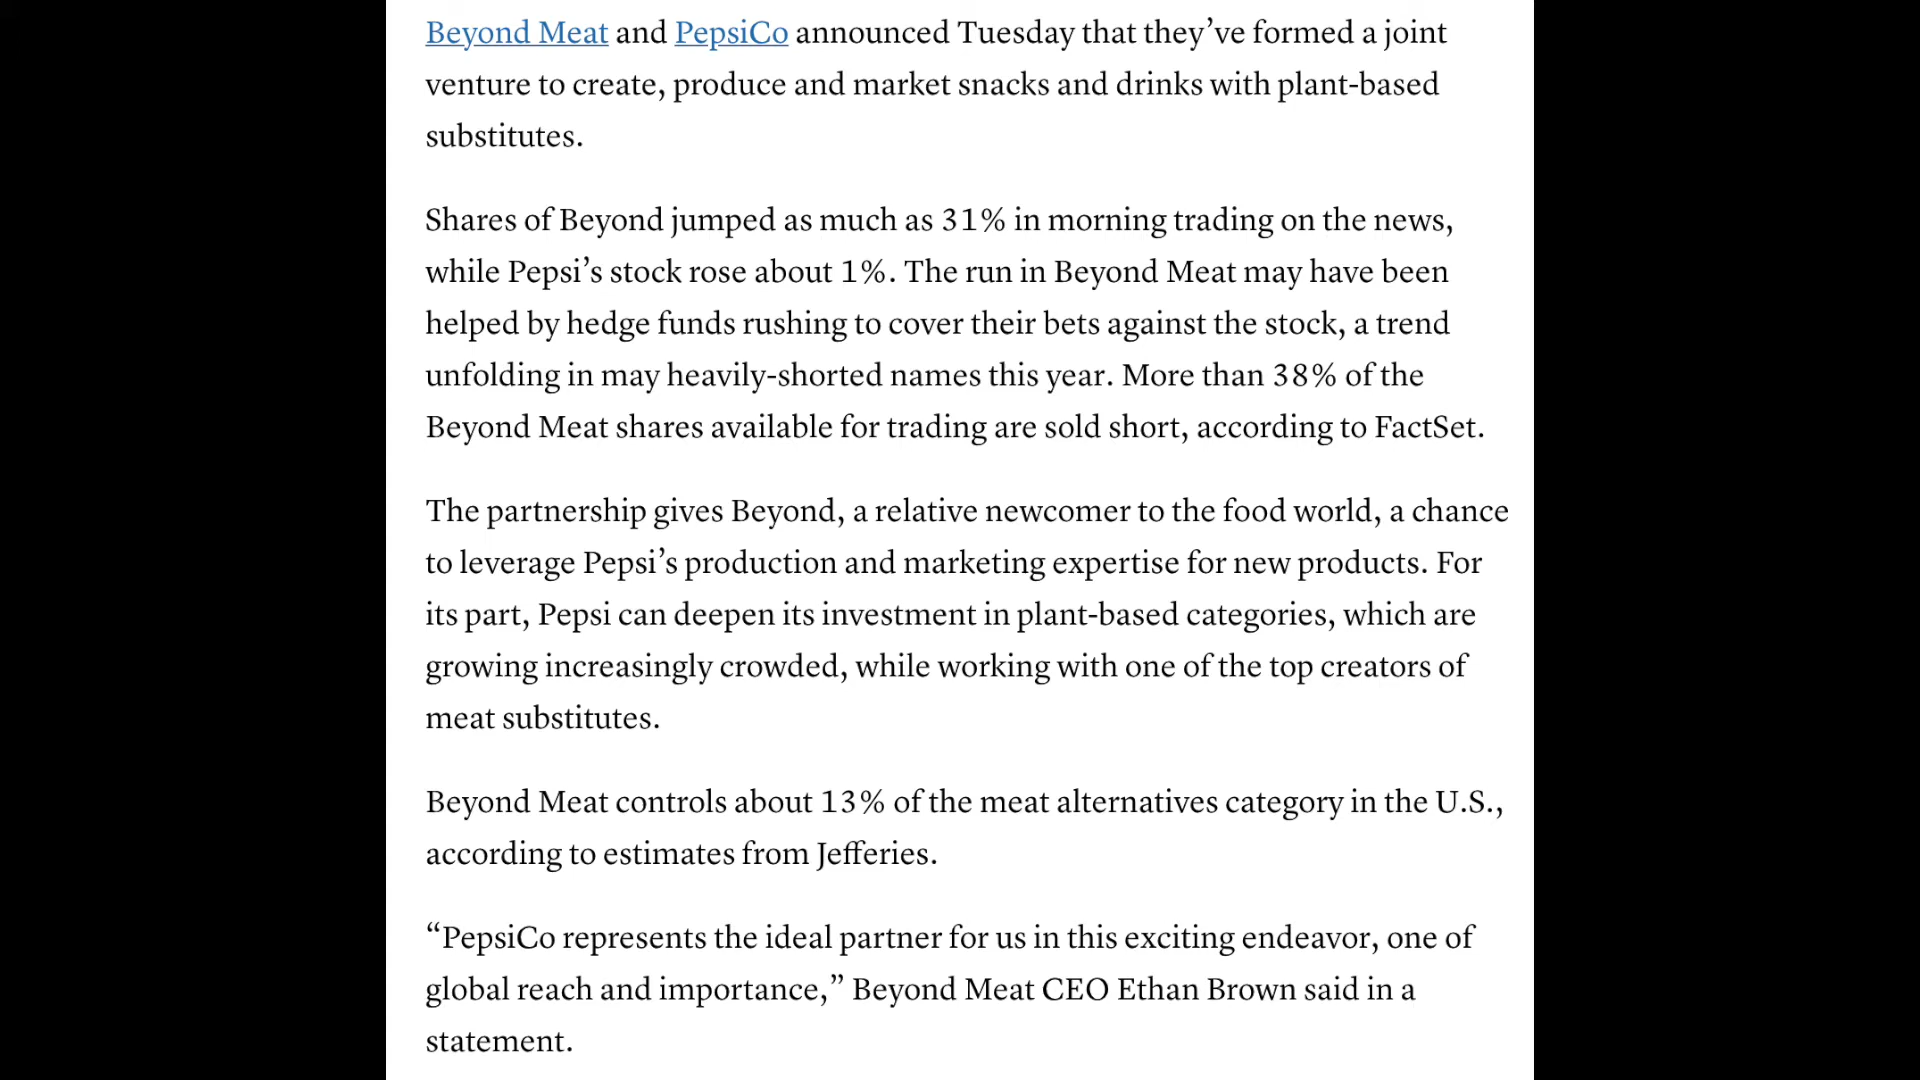 Beyond Meat and PepsiCo announced Tuesday that they’ve formed a joint
venture to create, produce and market snacks and drinks with plant-based
substitutes.
Shares of Beyond jumped as much as 31% in morning trading on the news,
while Pepsi’s stock rose about 1%. The run in Beyond Meat may have been
helped by hedge funds rushing to cover their bets against the stock, a trend
unfolding in may heavily-shorted names this year. More than 38% of the
Beyond Meat shares available for trading are sold short, according to FactSet.
The partnership gives Beyond, a relative newcomer to the food world, a chance
to leverage Pepsi’s production and marketing expertise for new products. For
its part, Pepsi can deepen its investment in plant-based categories, which are
growing increasingly crowded, while working with one of the top creators of
meat substitutes.
Beyond Meat controls about 13% of the meat alternatives category in the U.S.,
according to estimates from Jefferies.
“PepsiCo represents the ideal partner for us in this exciting endeavor, one of
global reach and importance,” Beyond Meat CEO Ethan Brown said in a
statement.